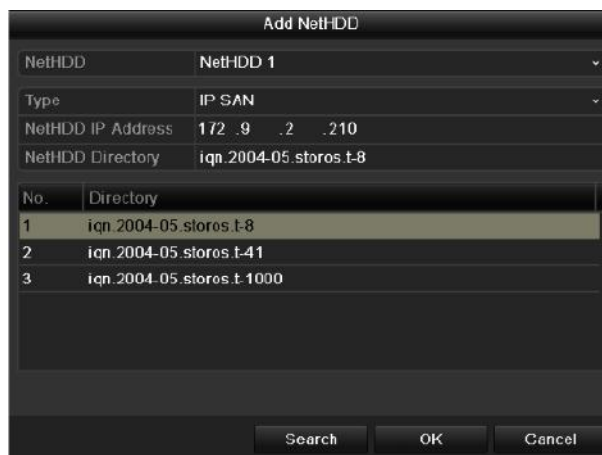 Add NetHDD
NetHDD NetHDD 1
Type IP SAN
NetHDD IP Address 172 .9 .2 .210
NetHDD Directory iqn.2004-05.storos.t-8
No. Directory
1 iqn.2004-05.storos.t-8
2 iqn.2004-05.storos.t-41
3 iqn.2004-05.storos.t-1000
Search OK Cancel